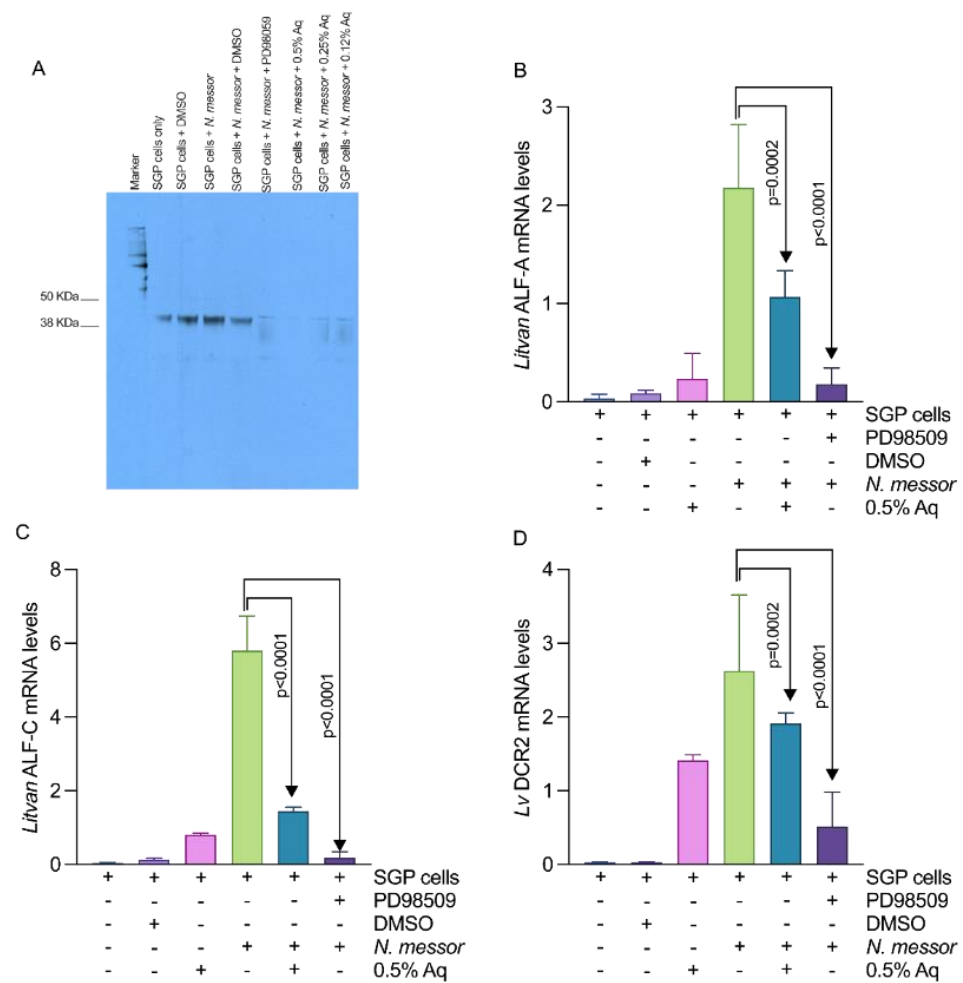 A
Marker
SGP cells only
SGP cells + DMSO
SGP cells + N. messor
SGP cells + N. messor + DMSO
SGP cells + N. messor + PD98059
SGP cells + N. messor + 0.5% Aq
SGP cells + N. messor + 0.25% Aq
SGP cells + N. messor + 0.12% Aq
50 KDa
38 KDa
B
Litvan ALF-A mRNA levels
3
2
1
0
p=0.0002
p<0.0001
+ + + + + + SGP cells
- - - - - + PD98509
- + - - - - DMSO
- - - + + + N. messor
- - + - + - 0.5% Aq
C
Litvan ALF-C mRNA levels
8
6
4
2
0
p<0.0001
p<0.0001
+ + + + + + SGP cells
- - - - - + PD98509
- + - - - - DMSO
- - - + + + N. messor
- - + - + - 0.5% Aq
D
Lv DCR2 mRNA levels
4
3
2
1
0
p=0.0002
p<0.0001
+ + + + + + SGP cells
- - - - - + PD98509
- + - - - - DMSO
- - - + + + N. messor
- - + - + - 0.5% Aq